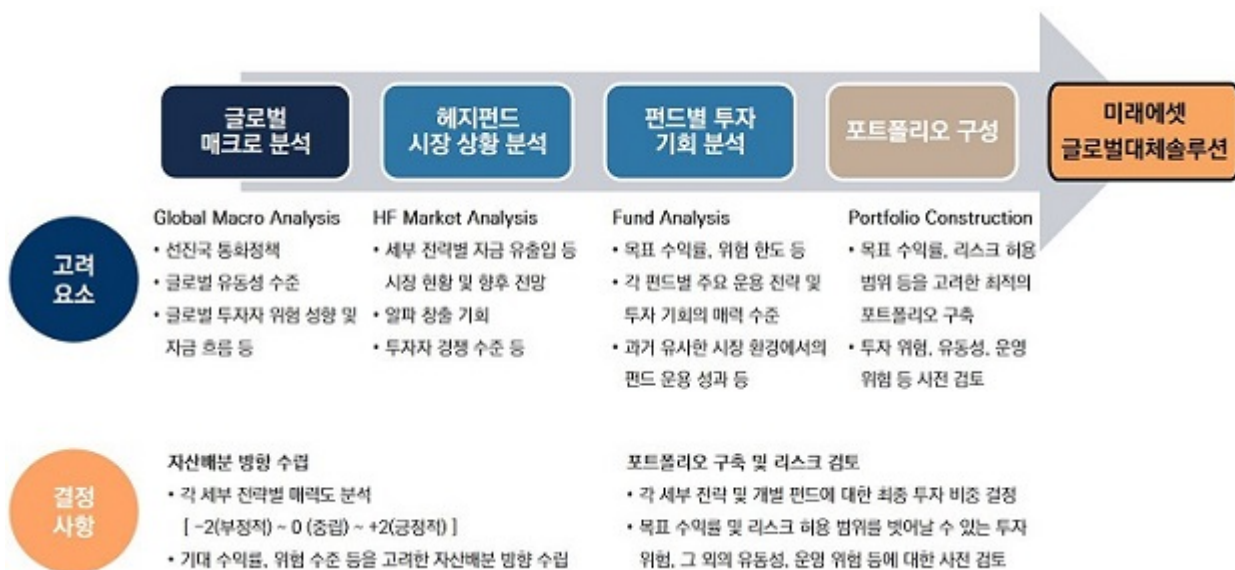 글로벌
매크로 분석
헤지펀드
시장 상황 분석
펀드별 투자
기회 분석
포트폴리오 구성
미래에셋
글로벌대체솔루션
고려
요소
Global Macro Analysis
• 선진국 통화정책
• 글로벌 유동성 수준
• 글로벌 투자자 위험 성향 및
자금 흐름 등
HF Market Analysis
• 세부 전략별 자금 유출입 등
시장 현황 및 향후 전망
• 알파 창출 기회
• 투자자 경쟁 수준 등
Fund Analysis
• 목표 수익률, 위험 한도 등
• 각 펀드별 주요 운용 전략 및
투자 기회의 매력 수준
• 과거 유사한 시장 환경에서의
펀드 운용 성과 등
Portfolio Construction
• 목표 수익률, 리스크 허용
범위 등을 고려한 최적의
포트폴리오 구축
• 투자 위험, 유동성, 운영
위험 등 사전 검토
결정
사항
자산배분 방향 수립
• 각 세부 전략별 매력도 분석
[ -2(부정적) ~ 0 (중립) ~ +2(긍정적) ]
• 기대 수익률, 위험 수준 등을 고려한 자산배분 방향 수립
포트폴리오 구축 및 리스크 검토
• 각 세부 전략 및 개별 펀드에 대한 최종 투자 비중 결정
• 목표 수익률 및 리스크 허용 범위를 벗어날 수 있는 투자
위험, 그 외의 유동성, 운영 위험 등에 대한 사전 검토